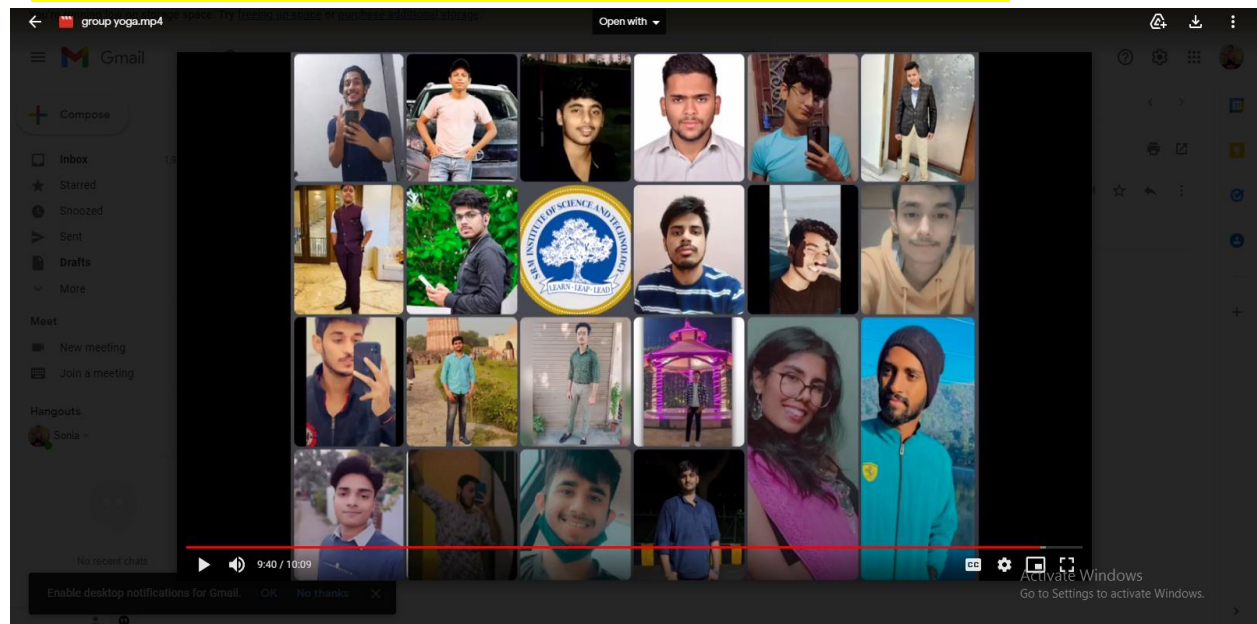 group yoga.mp4
Open with
Gmail
Compose
Inbox
Starred
Snoozed
Sent
Drafts
More
Meet
New meeting
Join a meeting
Hangouts
Sonia
No recent chats
SRM INSTITUTE OF SCIENCE AND TECHNOLOGY
LEARN - LEAP - LEAD
9:40 / 10:09
CC
Enable desktop notifications for Gmail. OK No thanks
Activate Windows
Go to Settings to activate Windows.